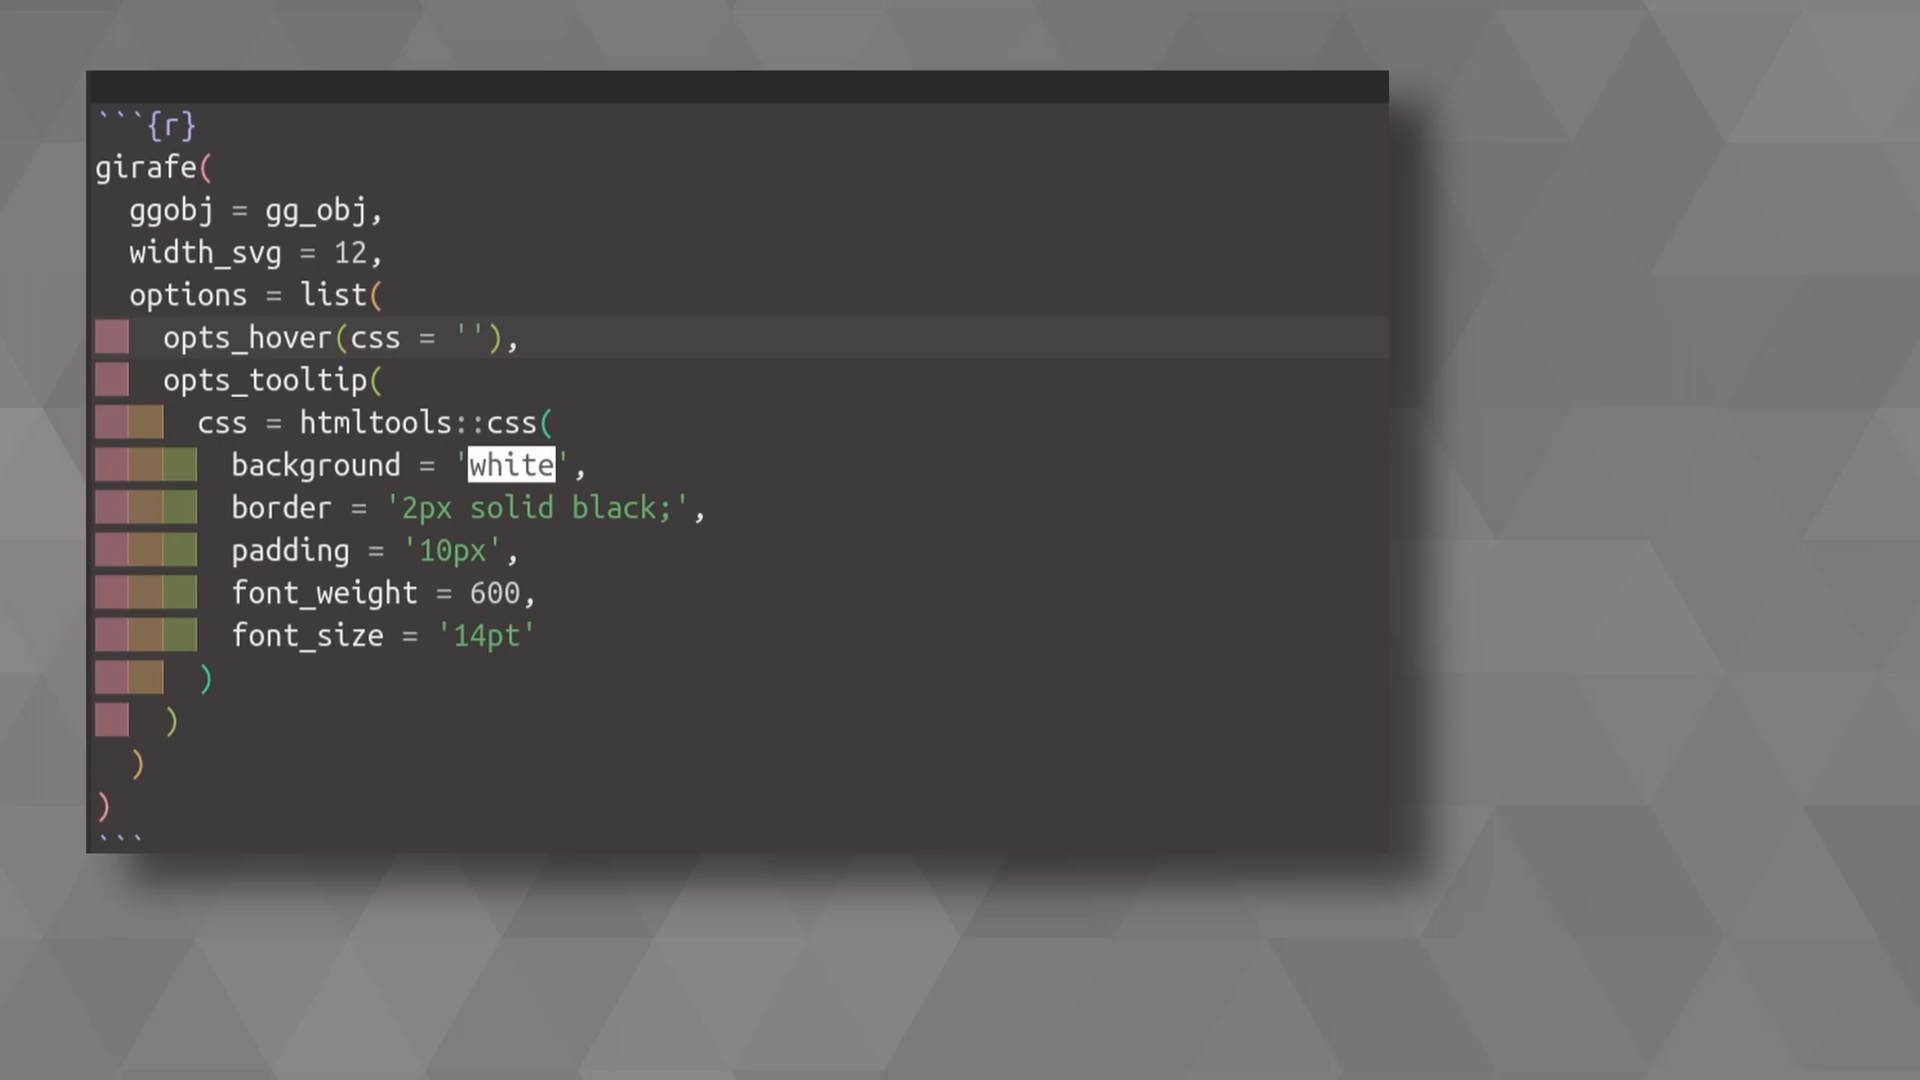 ```{r}
girafe(
  ggobj = gg_obj,
  width_svg = 12,
  options = list(
    opts_hover(css = ''),
    opts_tooltip(
      css = htmltools::css(
        background = 'white',
        border = '2px solid black;',
        padding = '10px',
        font_weight = 600,
        font_size = '14pt'
      )
    )
  )
)
```